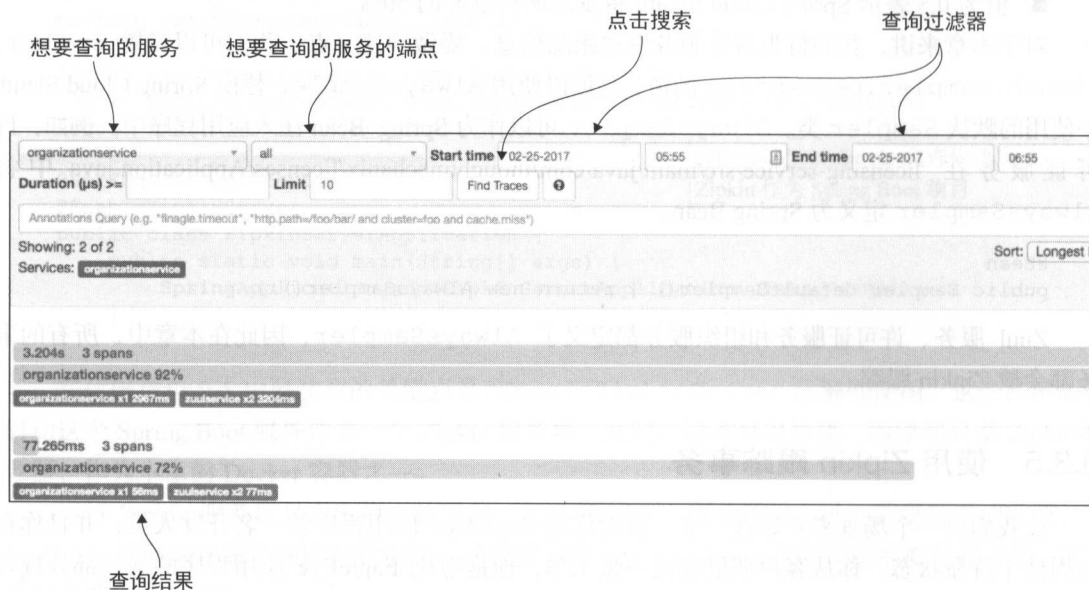 点击搜索
查询过滤器
想要查询的服务
想要查询的服务的端点
organizationservice
all
Start time
02-25-2017
05:55
End time
02-25-2017
06:55
Duration (µs) >=
Limit
10
Find Traces
Annotations Query (e.g. "finagle.timeout", "http.path=/foo/bar/ and cluster=foo and cache.miss")
Showing: 2 of 2
Sort: Longest
Services: organizationservice
3.204s 3 spans
organizationservice 92%
organizationservice x1 2967ms
zuulservice x2 3204ms
77.265ms 3 spans
organizationservice 72%
organizationservice x1 56ms
zuulservice x2 77ms
查询结果